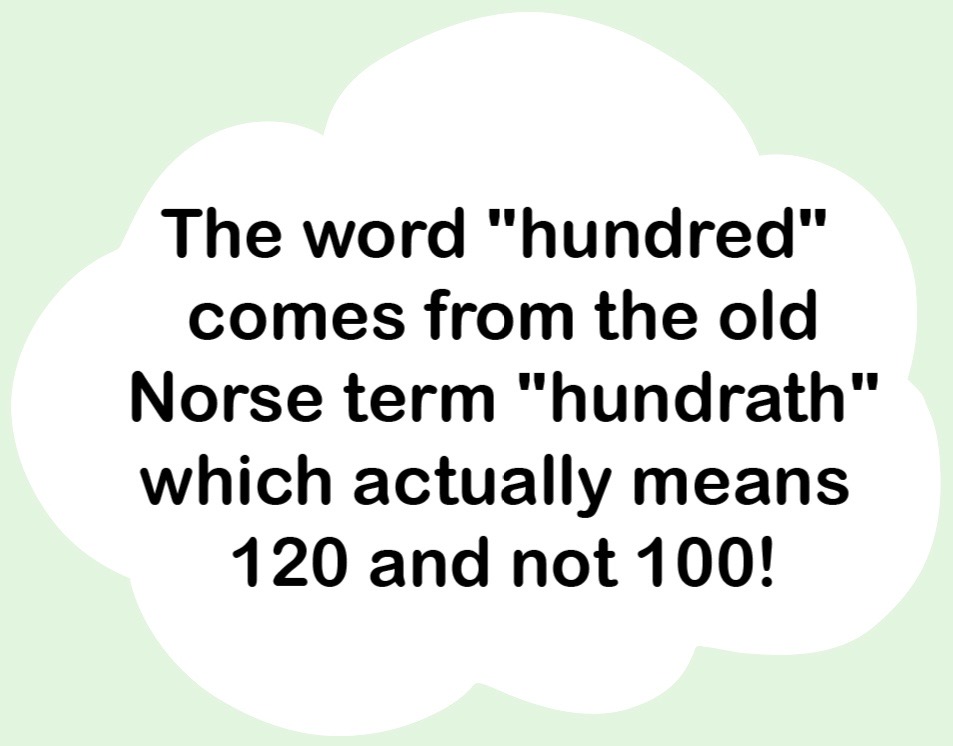 The word "hundred"
comes from the old
Norse term "hundrath"
which actually means
120 and not 100!